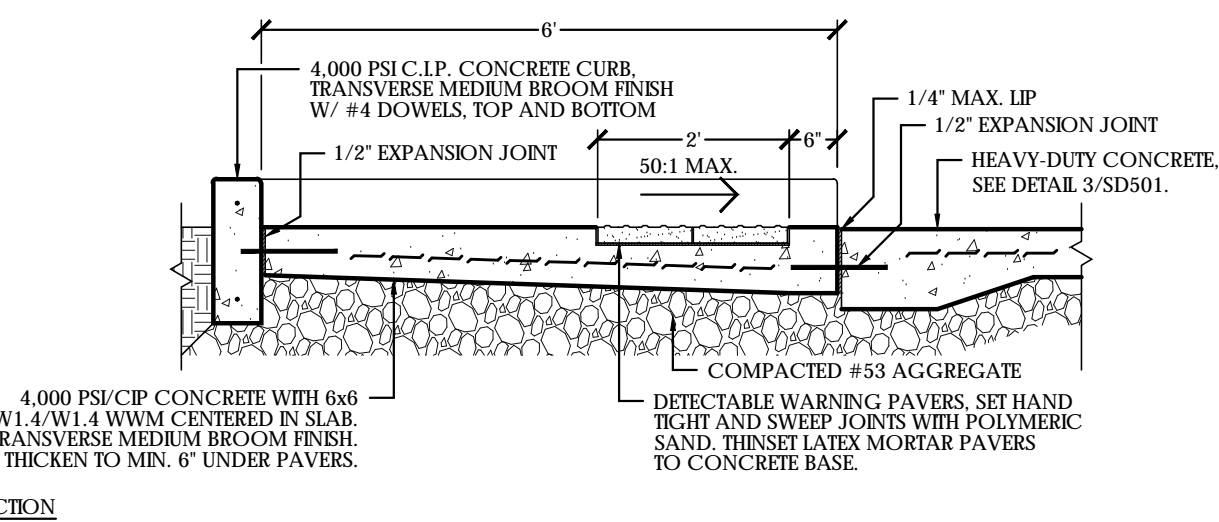 6'
4,000 PSI C.I.P. CONCRETE CURB,
TRANSVERSE MEDIUM BROOM FINISH
W/ #4 DOWELS, TOP AND BOTTOM
1/4" MAX. LIP
1/2" EXPANSION JOINT
2'
6"
1/2" EXPANSION JOINT
50:1 MAX.
HEAVY-DUTY CONCRETE,
SEE DETAIL 3/SD501.
COMPACTED #53 AGGREGATE
4,000 PSI/CIP CONCRETE WITH 6x6
W1.4/W1.4 WWM CENTERED IN SLAB.
TRANSVERSE MEDIUM BROOM FINISH.
THICKEN TO MIN. 6" UNDER PAVERS.
DETECTABLE WARNING PAVERS, SET HAND
TIGHT AND SWEEP JOINTS WITH POLYMERIC
SAND. THINSET LATEX MORTAR PAVERS
TO CONCRETE BASE.
CTION